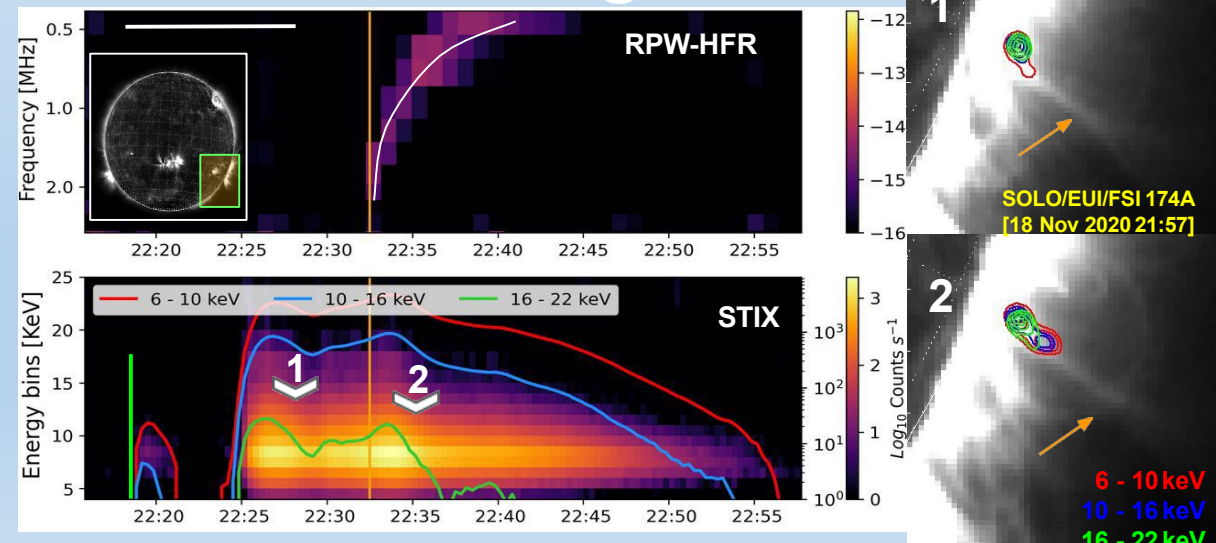 RPW-HFR
Frequency [MHz]
0.5
1.0
2.0
22:20 22:25 22:30 22:35 22:40 22:45 22:50 22:55
−12
−13
−14
−15
−16
1
SOLO/EUI/FSI 174A
[18 Nov 2020 21:57]
STIX
6 - 10 keV 10 - 16 keV 16 - 22 keV
Energy bins [KeV]
25
20
15
10
5
1
2
22:20 22:25 22:30 22:35 22:40 22:45 22:50 22:55
10³
10²
10¹
10⁰
3
2
1
0
Log₁₀ Counts s⁻¹
2
6 - 10 keV
10 - 16 keV
16 - 22 keV